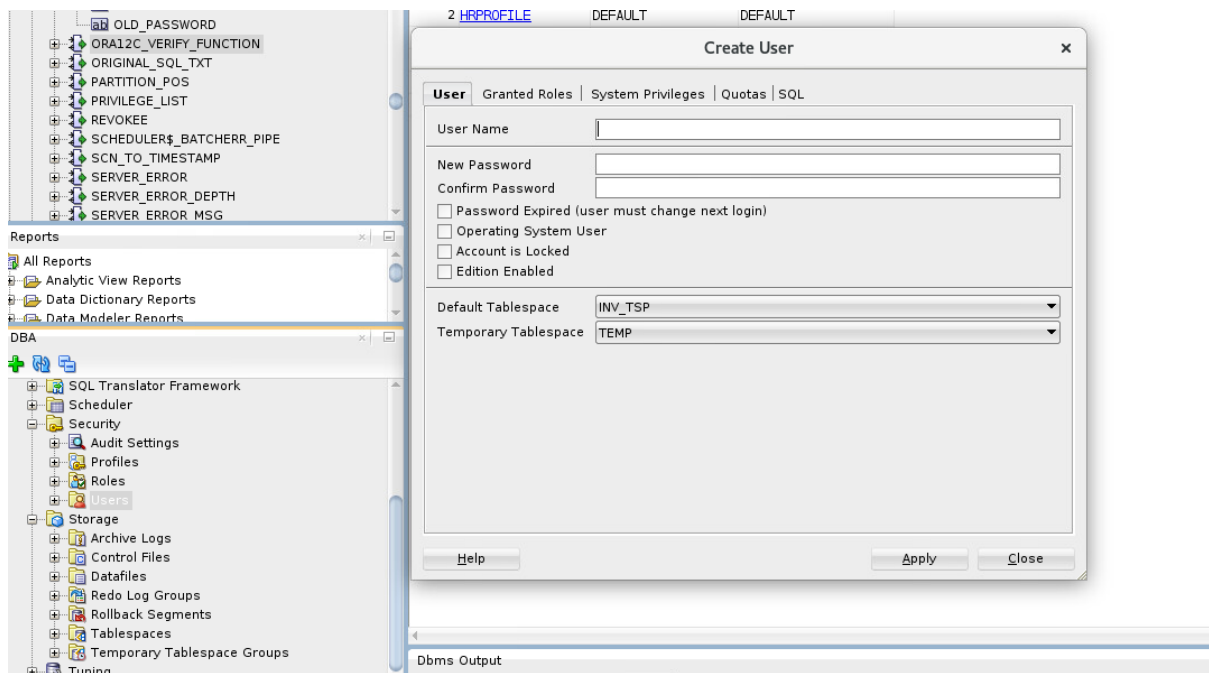 ab OLD_PASSWORD
ORA12C_VERIFY_FUNCTION
ORIGINAL_SQL_TXT
PARTITION_POS
PRIVILEGE_LIST
REVOKEE
SCHEDULER$_BATCHERR_PIPE
SCN_TO_TIMESTAMP
SERVER_ERROR
SERVER_ERROR_DEPTH
SERVER_ERROR_MSG
Reports
All Reports
Analytic View Reports
Data Dictionary Reports
Data Modeler Reports
DBA
SQL Translator Framework
Scheduler
Security
Audit Settings
Profiles
Roles
Users
Storage
Archive Logs
Control Files
Datafiles
Redo Log Groups
Rollback Segments
Tablespaces
Temporary Tablespace Groups
Tuning
2 HRPROFILE DEFAULT DEFAULT
Create User
User Granted Roles System Privileges Quotas SQL
User Name
New Password
Confirm Password
Password Expired (user must change next login)
Operating System User
Account is Locked
Edition Enabled
Default Tablespace INV_TSP
Temporary Tablespace TEMP
Help Apply Close
Dbms Output